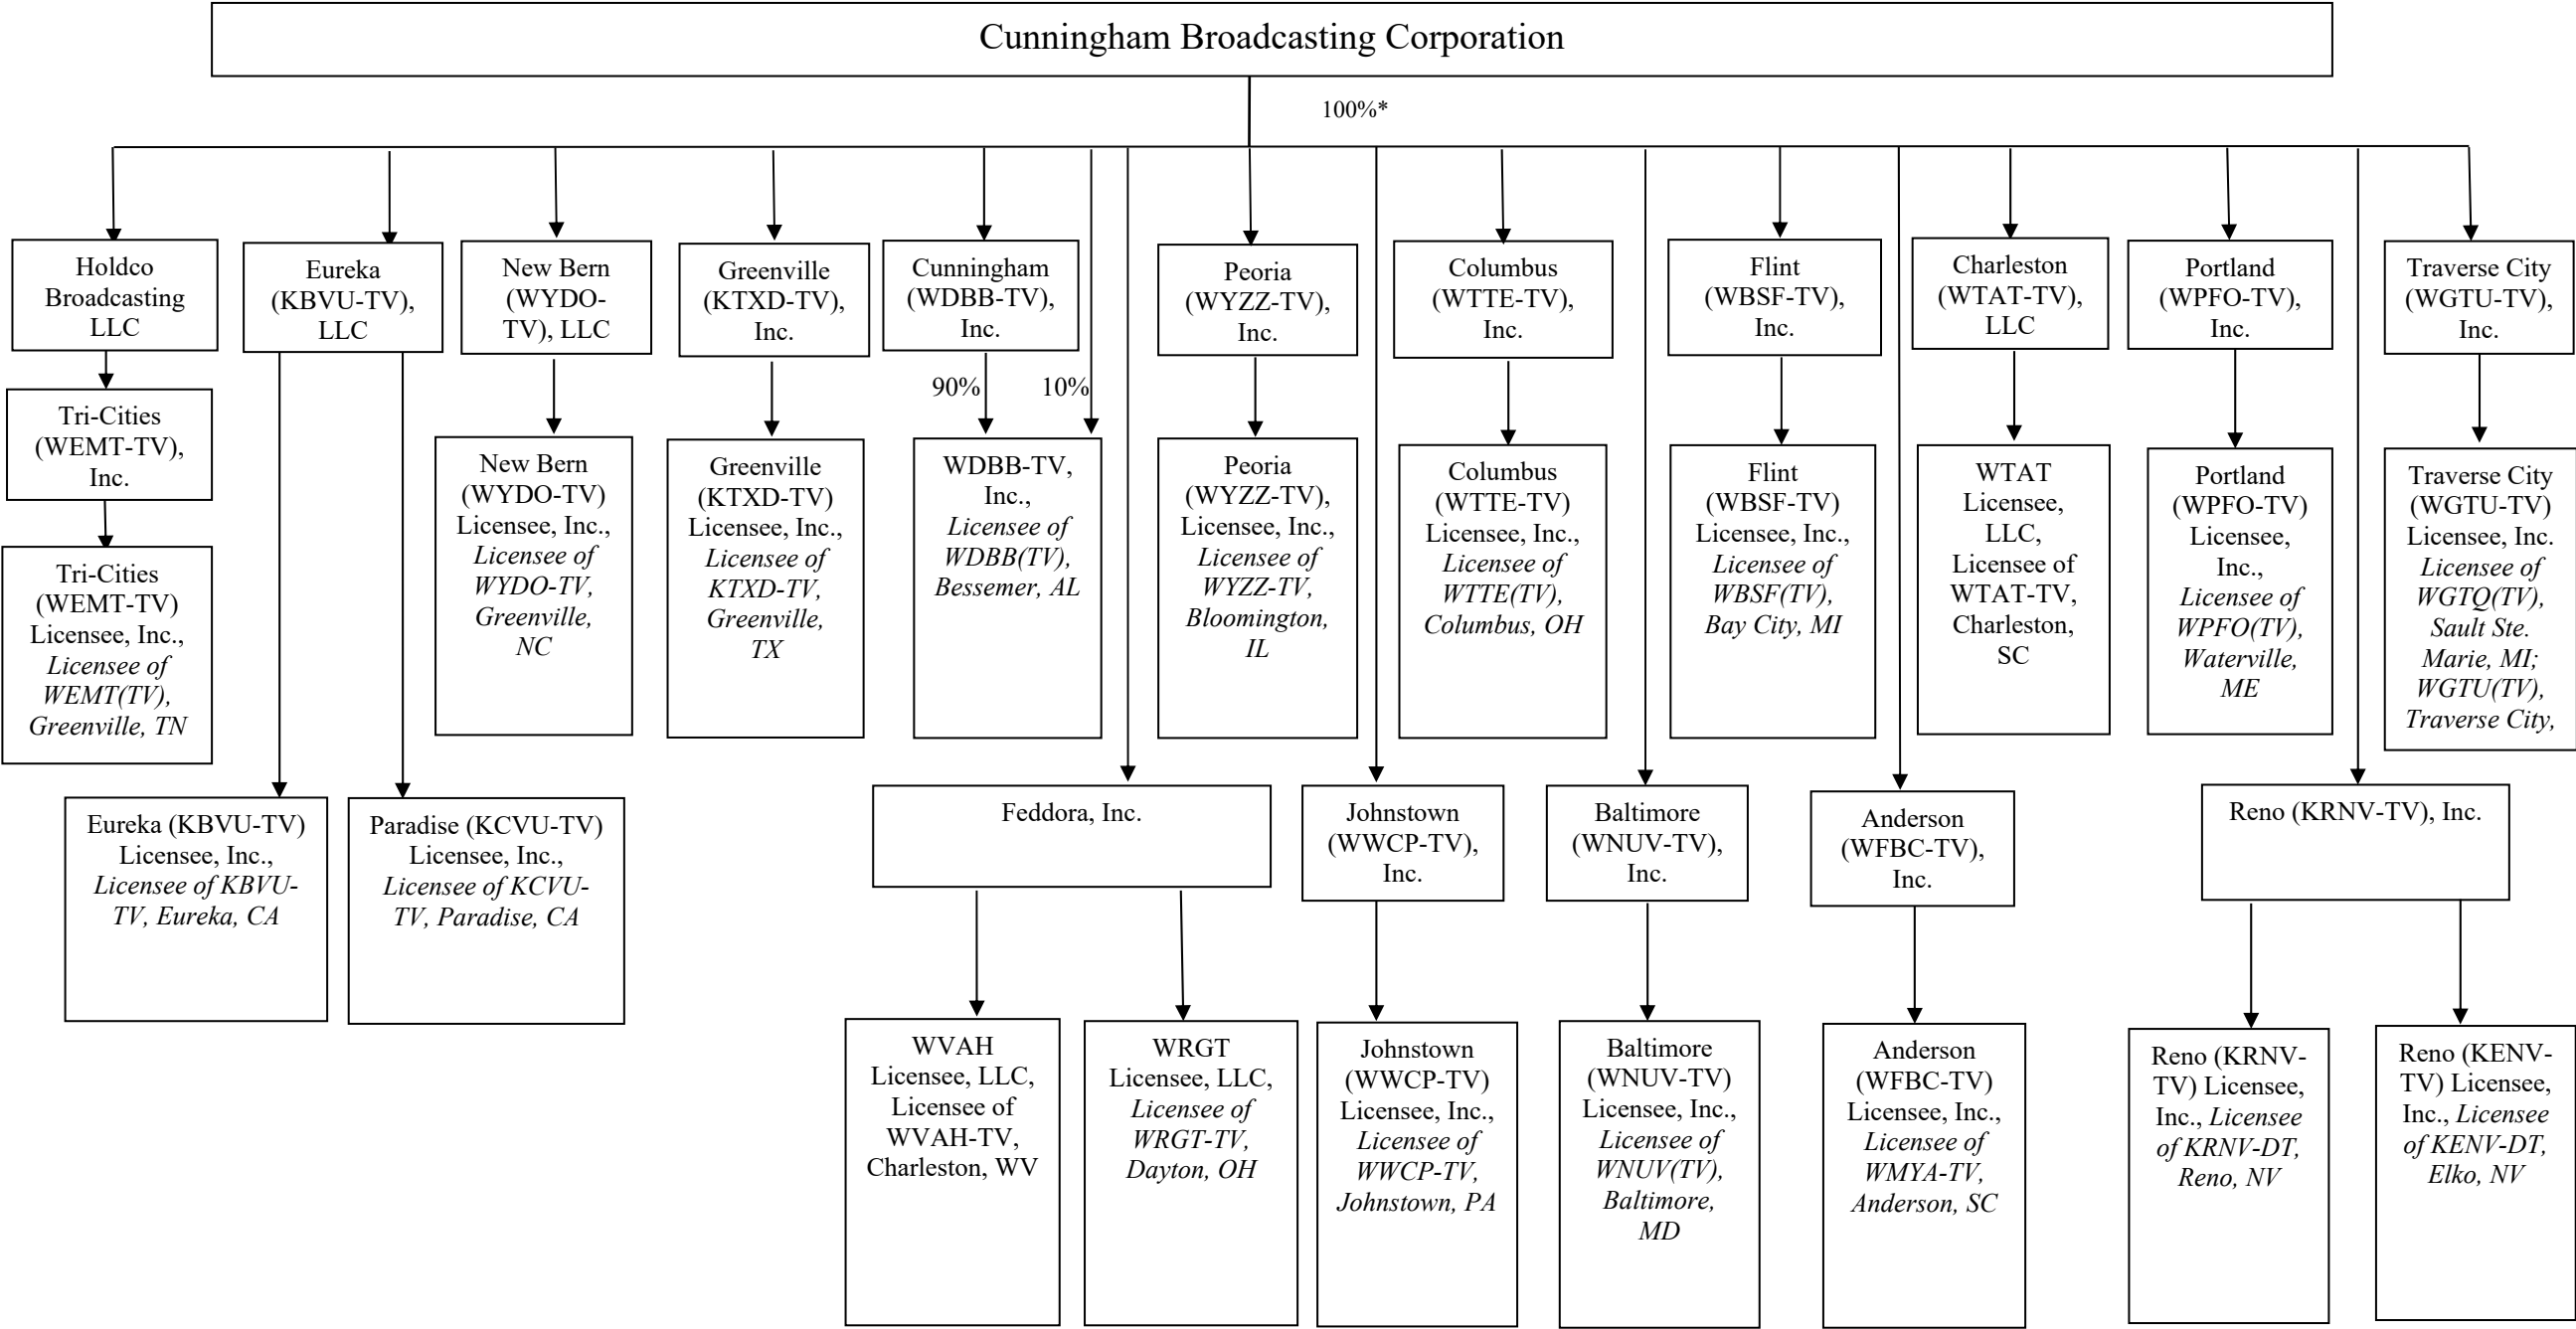 Cunningham Broadcasting Corporation
100%*
Holdco
Broadcasting
LLC
Eureka
(KBVU-TV),
LLC
New Bern
(WYDO-
TV), LLC
Greenville
(KTXD-TV),
Inc.
Cunningham
(WDBB-TV),
Inc.
Peoria
(WYZZ-TV),
Inc.
Columbus
(WTTE-TV),
Inc.
Flint
(WBSF-TV),
Inc.
Charleston
(WTAT-TV),
LLC
Portland
(WPFO-TV),
Inc.
Traverse City
(WGTU-TV),
Inc.
90%
10%
Tri-Cities
(WEMT-TV),
Inc.
Tri-Cities
(WEMT-TV)
Licensee, Inc.,
Licensee of
WEMT(TV),
Greenville, TN
New Bern
(WYDO-TV)
Licensee, Inc.,
Licensee of
WYDO-TV,
Greenville,
NC
Greenville
(KTXD-TV)
Licensee, Inc.,
Licensee of
KTXD-TV,
Greenville,
TX
WDBB-TV,
Inc.,
Licensee of
WDBB(TV),
Bessemer, AL
Peoria
(WYZZ-TV),
Licensee, Inc.,
Licensee of
WYZZ-TV,
Bloomington,
IL
Columbus
(WTTE-TV)
Licensee, Inc.,
Licensee of
WTTE(TV),
Columbus, OH
Flint
(WBSF-TV)
Licensee, Inc.,
Licensee of
WBSF(TV),
Bay City, MI
WTAT
Licensee,
LLC,
Licensee of
WTAT-TV,
Charleston,
SC
Portland
(WPFO-TV)
Licensee,
Inc.,
Licensee of
WPFO(TV),
Waterville,
ME
Traverse City
(WGTU-TV)
Licensee, Inc.
Licensee of
WGTQ(TV),
Sault Ste.
Marie, MI;
WGTU(TV),
Traverse City,
Eureka (KBVU-TV)
Licensee, Inc.,
Licensee of KBVU-
TV, Eureka, CA
Paradise (KCVU-TV)
Licensee, Inc.,
Licensee of KCVU-
TV, Paradise, CA
Feddora, Inc.
Johnstown
(WWCP-TV),
Inc.
Baltimore
(WNUV-TV),
Inc.
Anderson
(WFBC-TV),
Inc.
Reno (KRNV-TV), Inc.
WVAH
Licensee, LLC,
Licensee of
WVAH-TV,
Charleston, WV
WRGT
Licensee, LLC,
Licensee of
WRGT-TV,
Dayton, OH
Johnstown
(WWCP-TV)
Licensee, Inc.,
Licensee of
WWCP-TV,
Johnstown, PA
Baltimore
(WNUV-TV)
Licensee, Inc.,
Licensee of
WNUV(TV),
Baltimore,
MD
Anderson
(WFBC-TV)
Licensee, Inc.,
Licensee of
WMYA-TV,
Anderson, SC
Reno (KRNV-
TV) Licensee,
Inc., Licensee
of KRNV-DT,
Reno, NV
Reno (KENV-
TV) Licensee,
Inc., Licensee
of KENV-DT,
Elko, NV